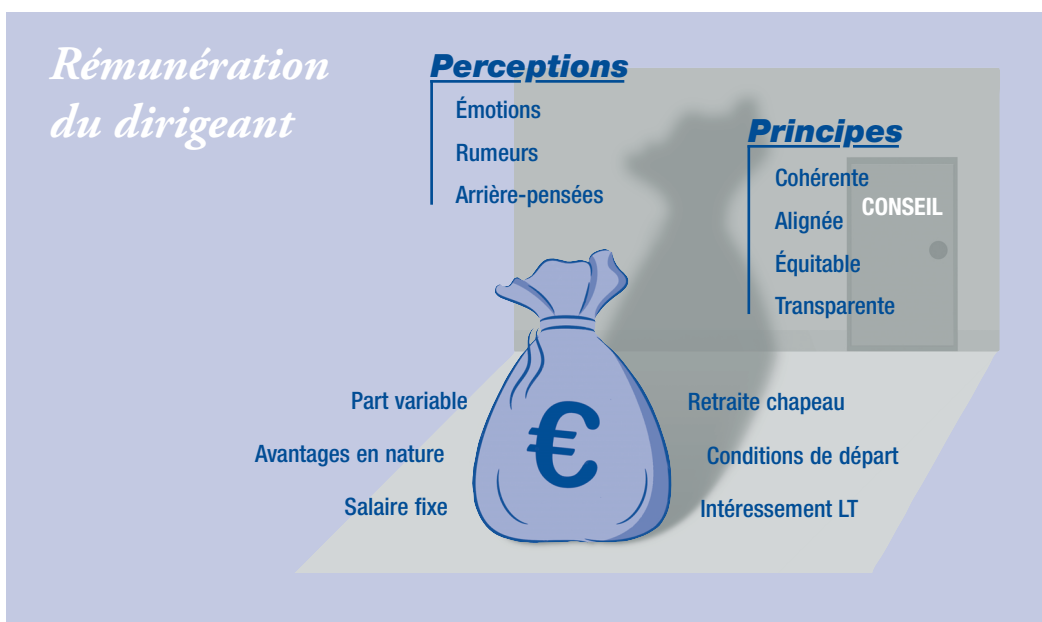 Rémunération
du dirigeant
Perceptions
Émotions
Rumeurs
Arrière-pensées
Principes
Cohérente
Alignée
Équitable
Transparente
CONSEIL
Part variable
Avantages en nature
Salaire fixe
€
Retraite chapeau
Conditions de départ
Intéressement LT